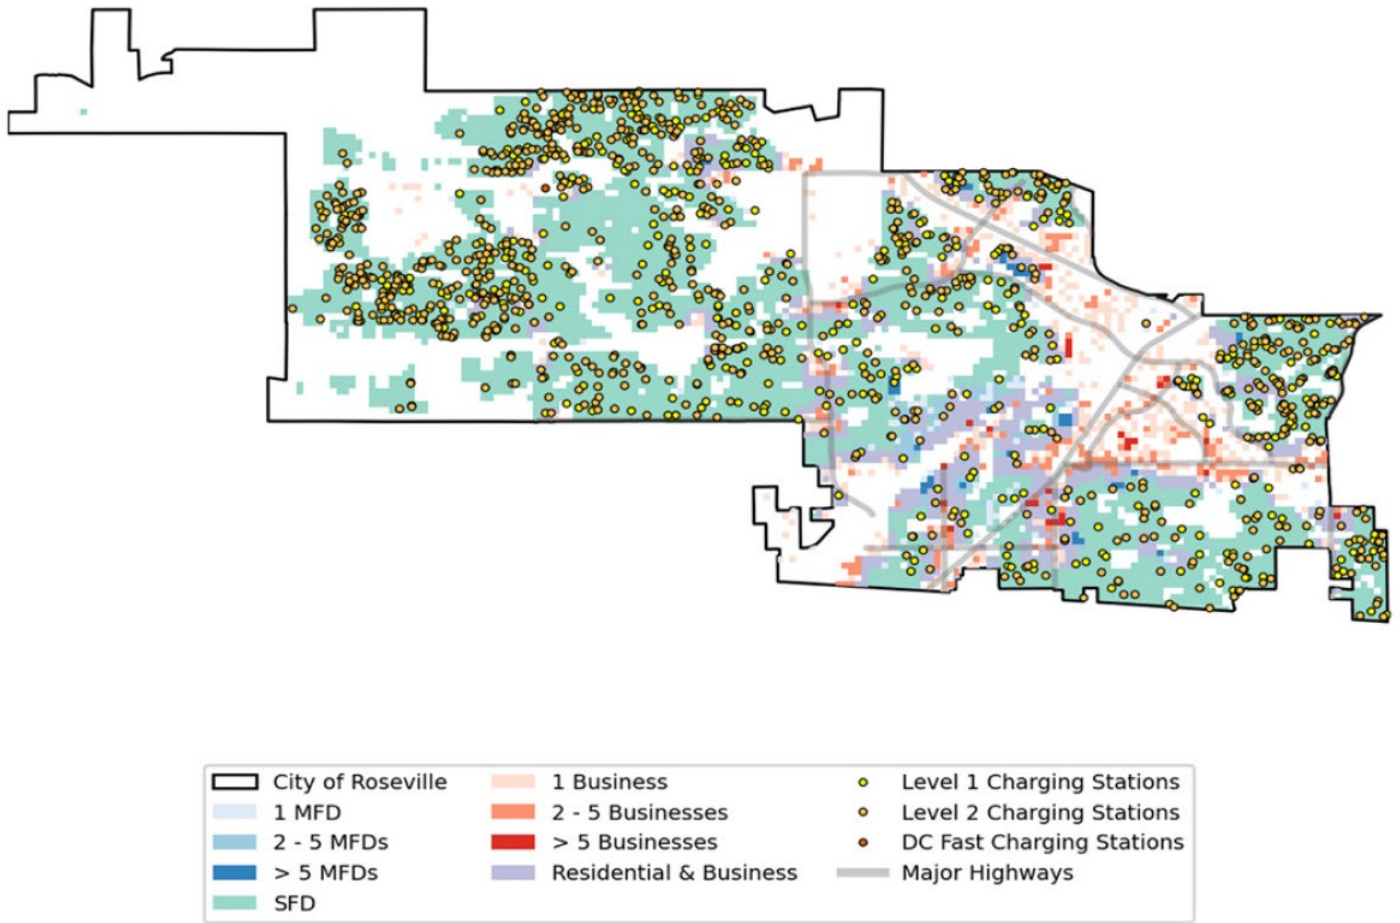 City of Roseville
1 MFD
2 - 5 MFDs
> 5 MFDs
SFD
1 Business
2 - 5 Businesses
> 5 Businesses
Residential & Business
Level 1 Charging Stations
Level 2 Charging Stations
DC Fast Charging Stations
Major Highways